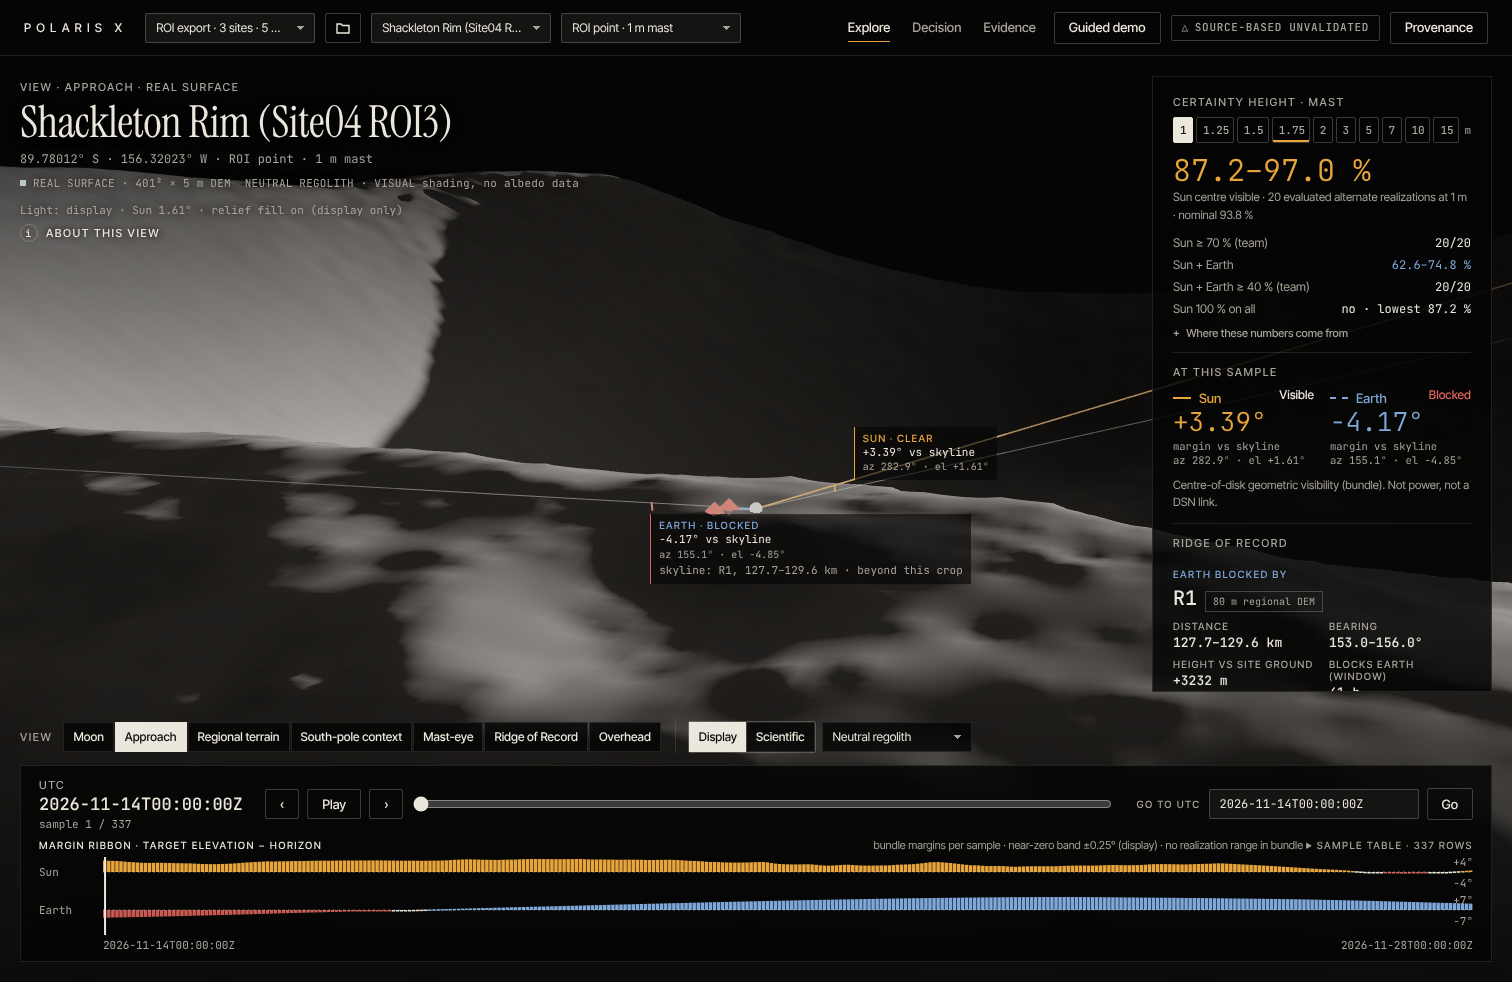 POLARIS X
ROI export · 3 sites · 5 ...
Shackleton Rim (Site04 R...
ROI point · 1 m mast
Explore
Decision
Evidence
Guided demo
△ SOURCE-BASED UNVALIDATED
Provenance
VIEW · APPROACH · REAL SURFACE
Shackleton Rim (Site04 ROI3)
89.78012° S · 156.32023° W · ROI point · 1 m mast
REAL SURFACE · 401² × 5 m DEM NEUTRAL REGOLITH · VISUAL shading, no albedo data
Light: display · Sun 1.61° · relief fill on (display only)
i ABOUT THIS VIEW
CERTAINTY HEIGHT · MAST
1 1.25 1.5 1.75 2 3 5 7 10 15 m
87.2–97.0 %
Sun centre visible · 20 evaluated alternate realizations at 1 m
· nominal 93.8 %
Sun ≥ 70 % (team) 20/20
Sun + Earth 62.6–74.8 %
Sun + Earth ≥ 40 % (team) 20/20
Sun 100 % on all no · lowest 87.2 %
+ Where these numbers come from
AT THIS SAMPLE
Sun Visible
+3.39°
margin vs skyline
az 282.9° · el +1.61°
Earth Blocked
-4.17°
margin vs skyline
az 155.1° · el -4.85°
Centre-of-disk geometric visibility (bundle). Not power, not a
DSN link.
RIDGE OF RECORD
EARTH BLOCKED BY
R1 80 m regional DEM
DISTANCE
127.7–129.6 km
BEARING
153.0–156.0°
HEIGHT VS SITE GROUND
+3232 m
BLOCKS EARTH
(WINDOW)
SUN · CLEAR
+3.39° vs skyline
az 282.9° · el +1.61°
EARTH · BLOCKED
-4.17° vs skyline
az 155.1° · el -4.85°
skyline: R1, 127.7–129.6 km · beyond this crop
VIEW
Moon
Approach
Regional terrain
South-pole context
Mast-eye
Ridge of Record
Overhead
Display
Scientific
Neutral regolith
UTC
2026-11-14T00:00:00Z
sample 1 / 337
‹
Play
›
GO TO UTC
2026-11-14T00:00:00Z
Go
MARGIN RIBBON · TARGET ELEVATION − HORIZON
bundle margins per sample · near-zero band ±0.25° (display) · no realization range in bundle
▶ SAMPLE TABLE · 337 ROWS
Sun
+4°
-4°
Earth
+7°
-7°
2026-11-14T00:00:00Z
2026-11-28T00:00:00Z